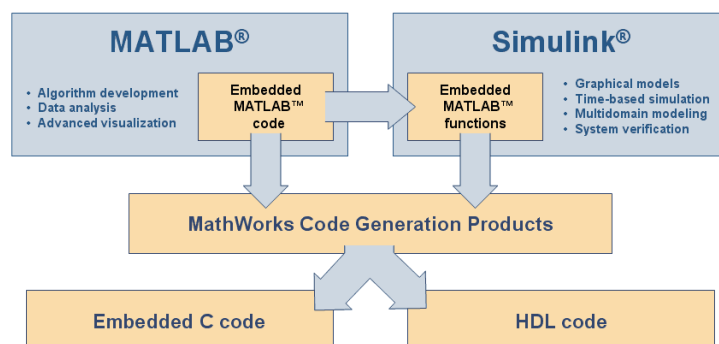 MATLAB®
• Algorithm development
• Data analysis
• Advanced visualization
Embedded
MATLAB™
code
Simulink®
Embedded
MATLAB™
functions
• Graphical models
• Time-based simulation
• Multidomain modeling
• System verification
MathWorks Code Generation Products
Embedded C code
HDL code